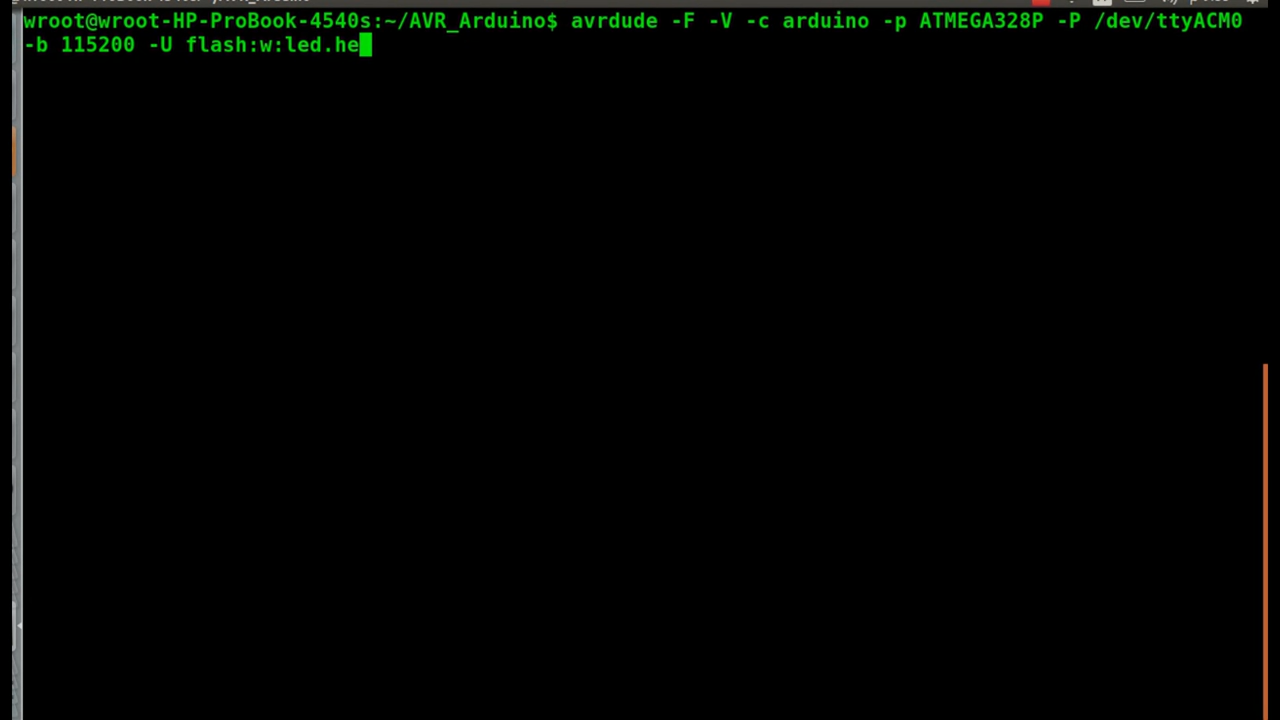 wroot@wroot-HP-ProBook-4540s:~/AVR_Arduino$ avrdude -F -V -c arduino -p ATMEGA328P -P /dev/ttyACM0
-b 115200 -U flash:w:led.he